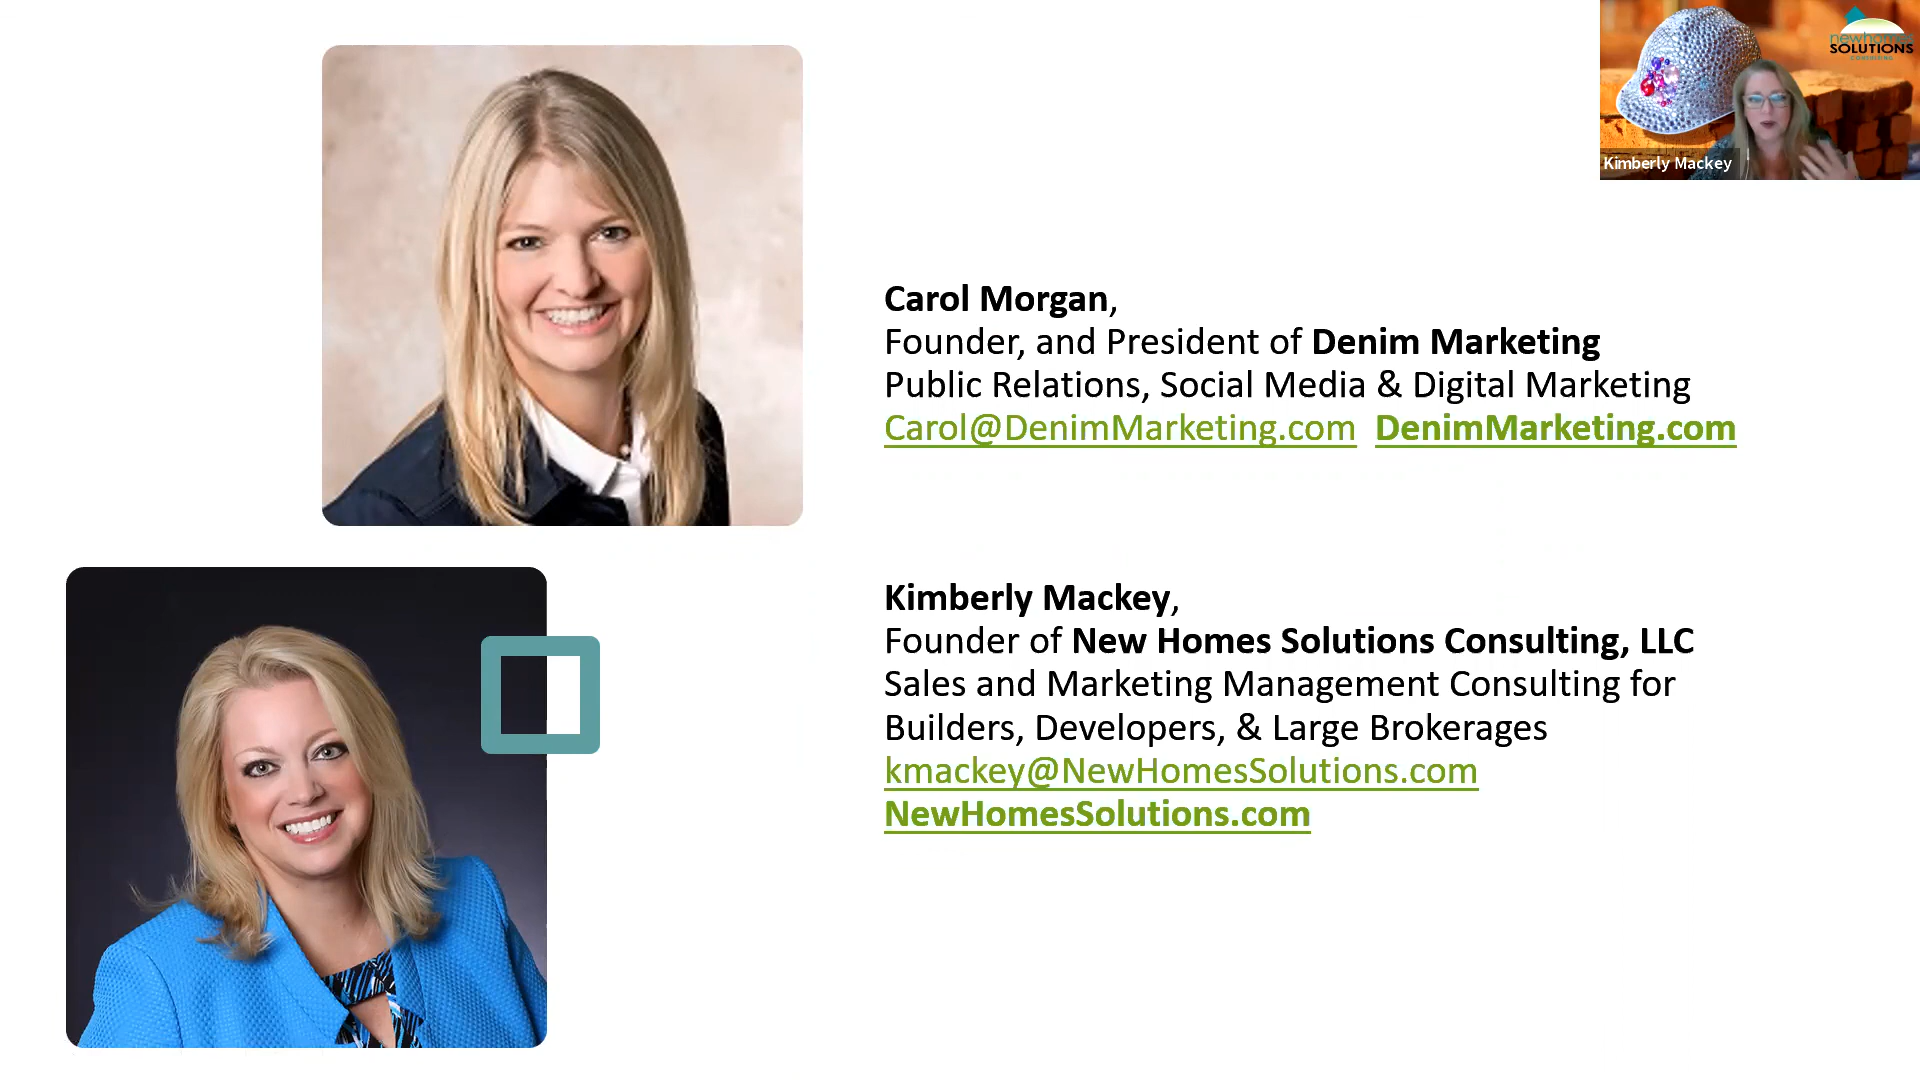 newhomes
SOLUTIONS
CONSULTING
Kimberly Mackey
Carol Morgan,
Founder, and President of Denim Marketing
Public Relations, Social Media & Digital Marketing
Carol@DenimMarketing.com DenimMarketing.com
Kimberly Mackey,
Founder of New Homes Solutions Consulting, LLC
Sales and Marketing Management Consulting for
Builders, Developers, & Large Brokerages
kmackey@NewHomesSolutions.com
NewHomesSolutions.com